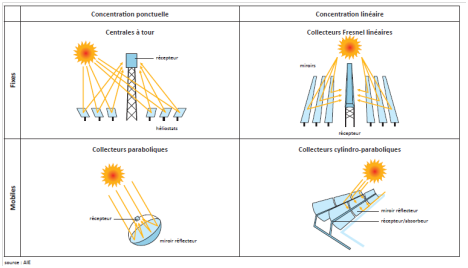 Concentration ponctuelle
Concentration linéaire
Fixes
Centrales à tour
récepteur
héliostats
Collecteurs Fresnel linéaires
miroirs
récepteur
Mobiles
Collecteurs paraboliques
récepteur
miroir réflecteur
Collecteurs cylindro-paraboliques
miroir réflecteur
récepteur/absorbeur
source : AIE